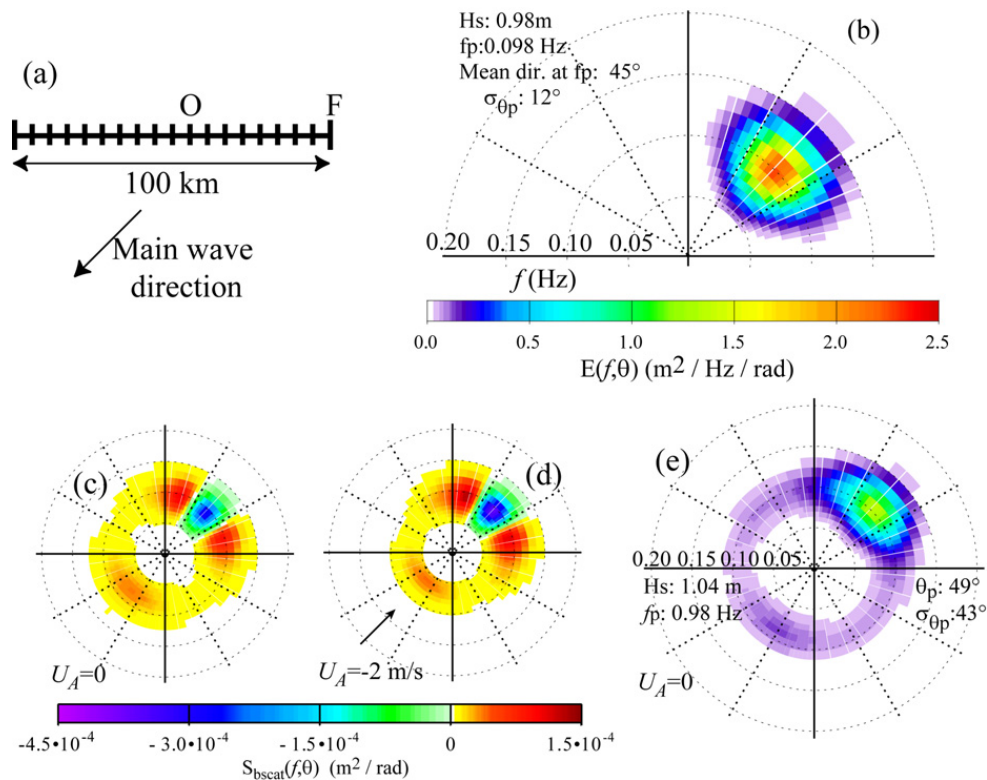 (a)
O
F
100 km
Main wave
direction
Hs: 0.98m
fp:0.098 Hz
Mean dir. at fp: 45°
σθp: 12°
(b)
0.20 0.15 0.10 0.05
f (Hz)
0.0 0.5 1.0 1.5 2.0 2.5
E(f,θ) (m2 / Hz / rad)
(c)
UA=0
(d)
UA=-2 m/s
-4.5•10-4 -3.0•10-4 -1.5•10-4 0 1.5•10-4
Sbscat(f,θ) (m2 / rad)
(e)
0.20 0.15 0.10 0.05
Hs: 1.04 m
fp: 0.98 Hz
θp: 49°
σθp:43°
UA=0